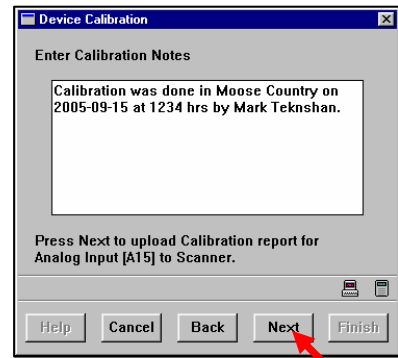 Device Calibration
Enter Calibration Notes
Calibration was done in Moose Country on
2005-09-15 at 1234 hrs by Mark Teknshan.
Press Next to upload Calibration report for
Analog Input [A15] to Scanner.
Help Cancel Back Next Finish